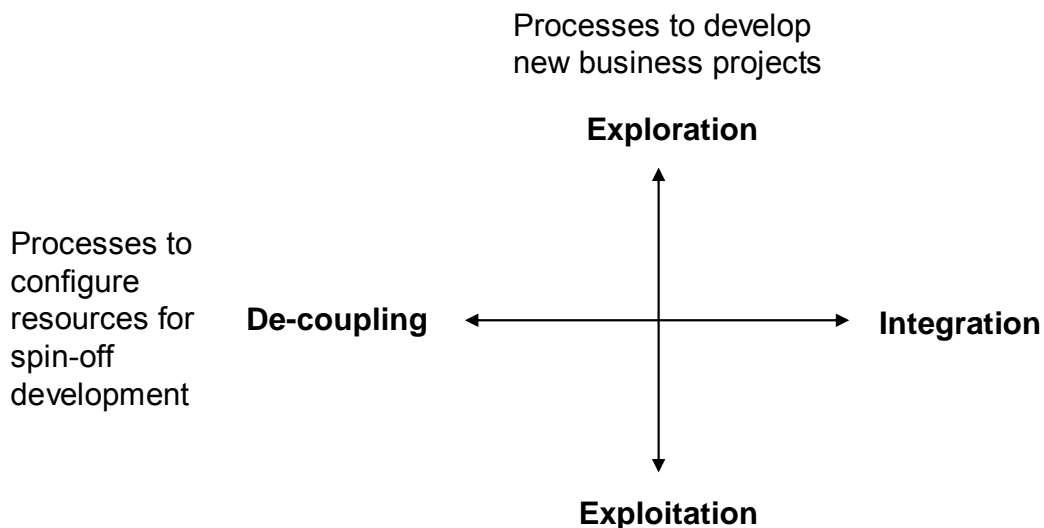 Processes to develop
new business projects
Exploration
Processes to
configure
resources for
spin-off
development
De-coupling
Integration
Exploitation